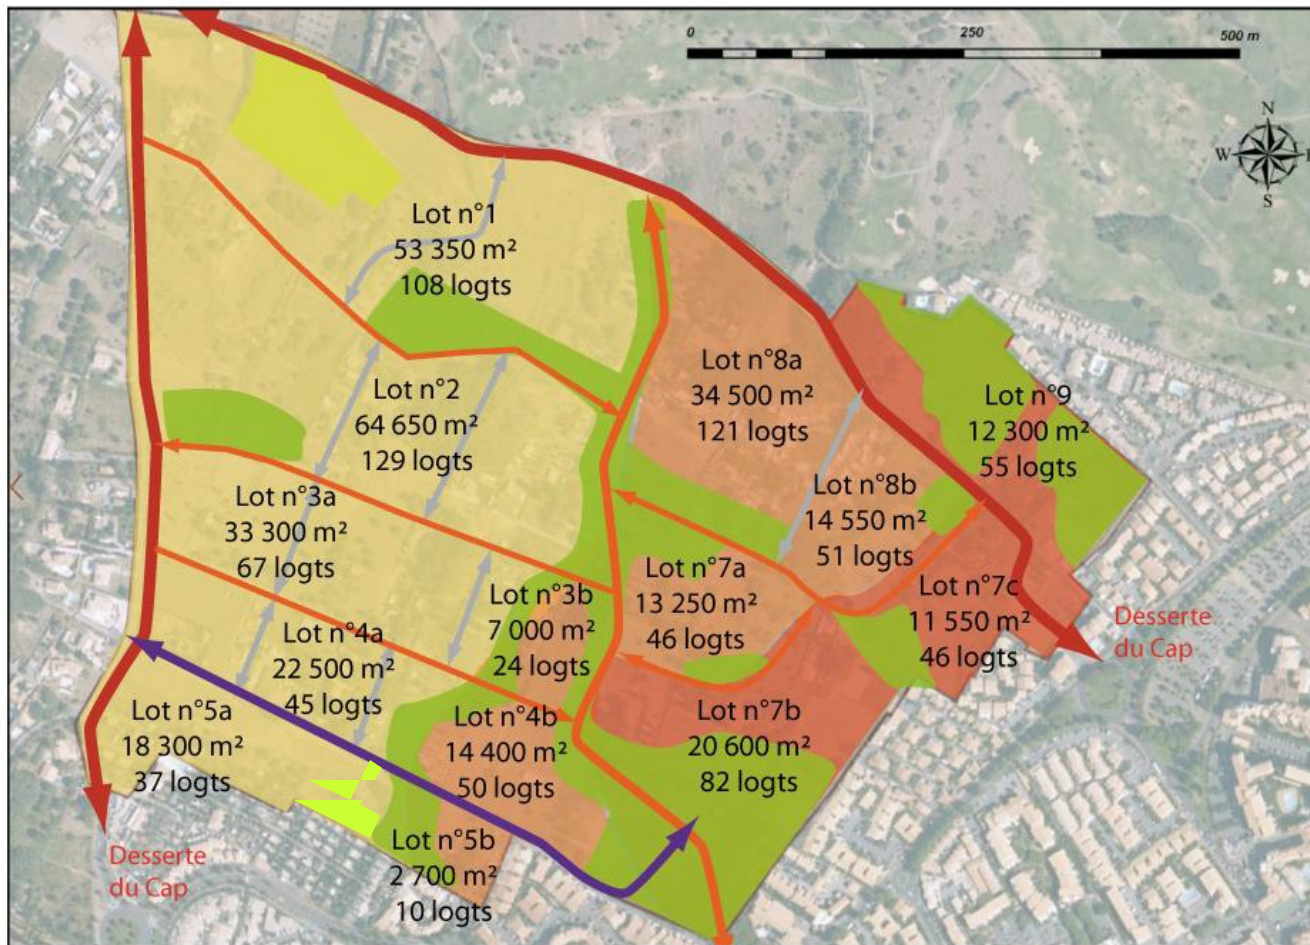 0
250
500 m
N
W
S
Lot n°1
53 350 m²
108 logts
Lot n°2
64 650 m²
129 logts
Lot n°8a
34 500 m²
121 logts
Lot n°9
12 300 m²
55 logts
Lot n°3a
33 300 m²
67 logts
Lot n°8b
14 550 m²
51 logts
Lot n°7a
13 250 m²
46 logts
Lot n°3b
7 000 m²
24 logts
Lot n°7c
11 550 m²
46 logts
Desserte
du Cap
Lot n°4a
22 500 m²
45 logts
Lot n°5a
18 300 m²
37 logts
Lot n°4b
14 400 m²
50 logts
Lot n°7b
20 600 m²
82 logts
Lot n°5b
2 700 m²
10 logts
Desserte
du Cap